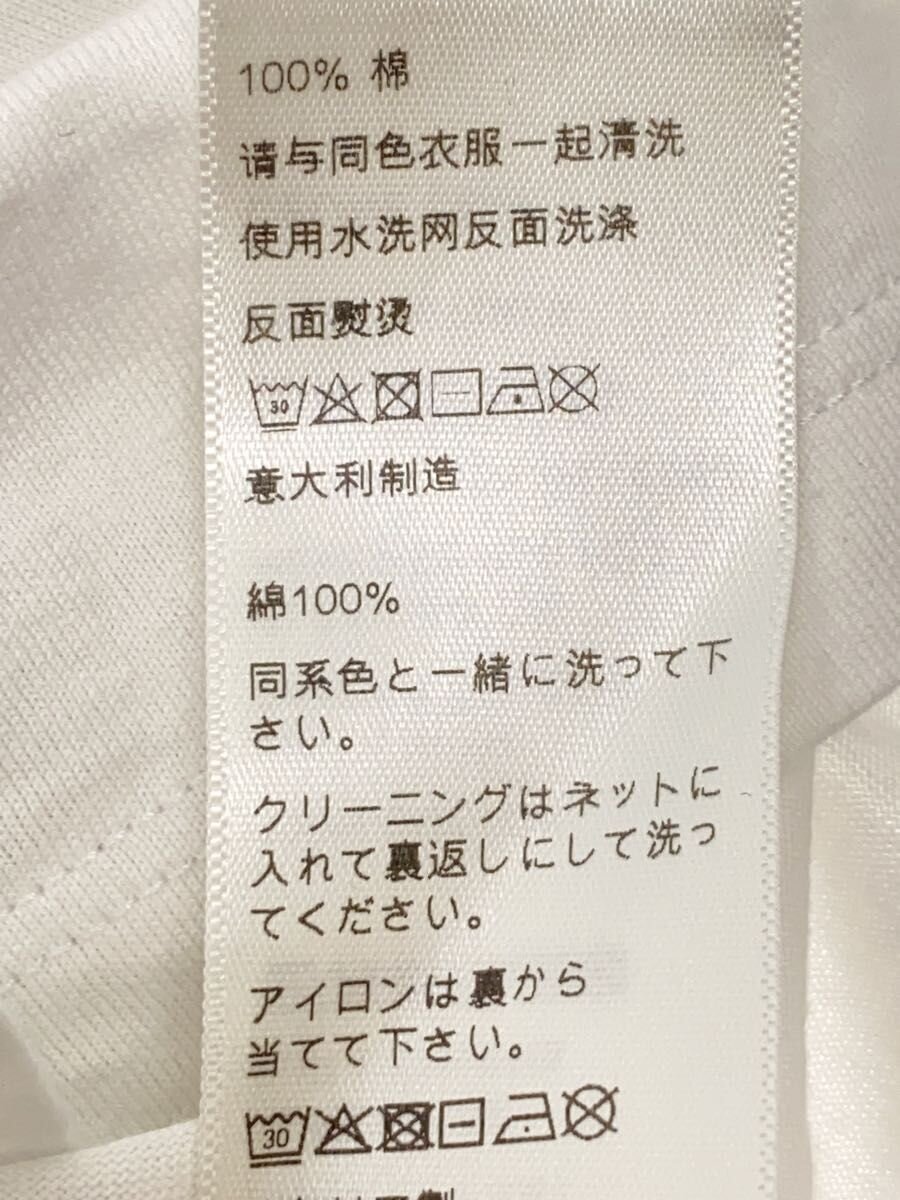 100% 棉
请与同色衣服一起清洗
使用水洗网反面洗涤
反面熨烫
30
意大利制造
綿100%
同系色と一緒に洗って下
さい。
クリーニングはネットに
入れて裏返しにして洗っ
てください。
アイロンは裏から
当てて下さい。
30